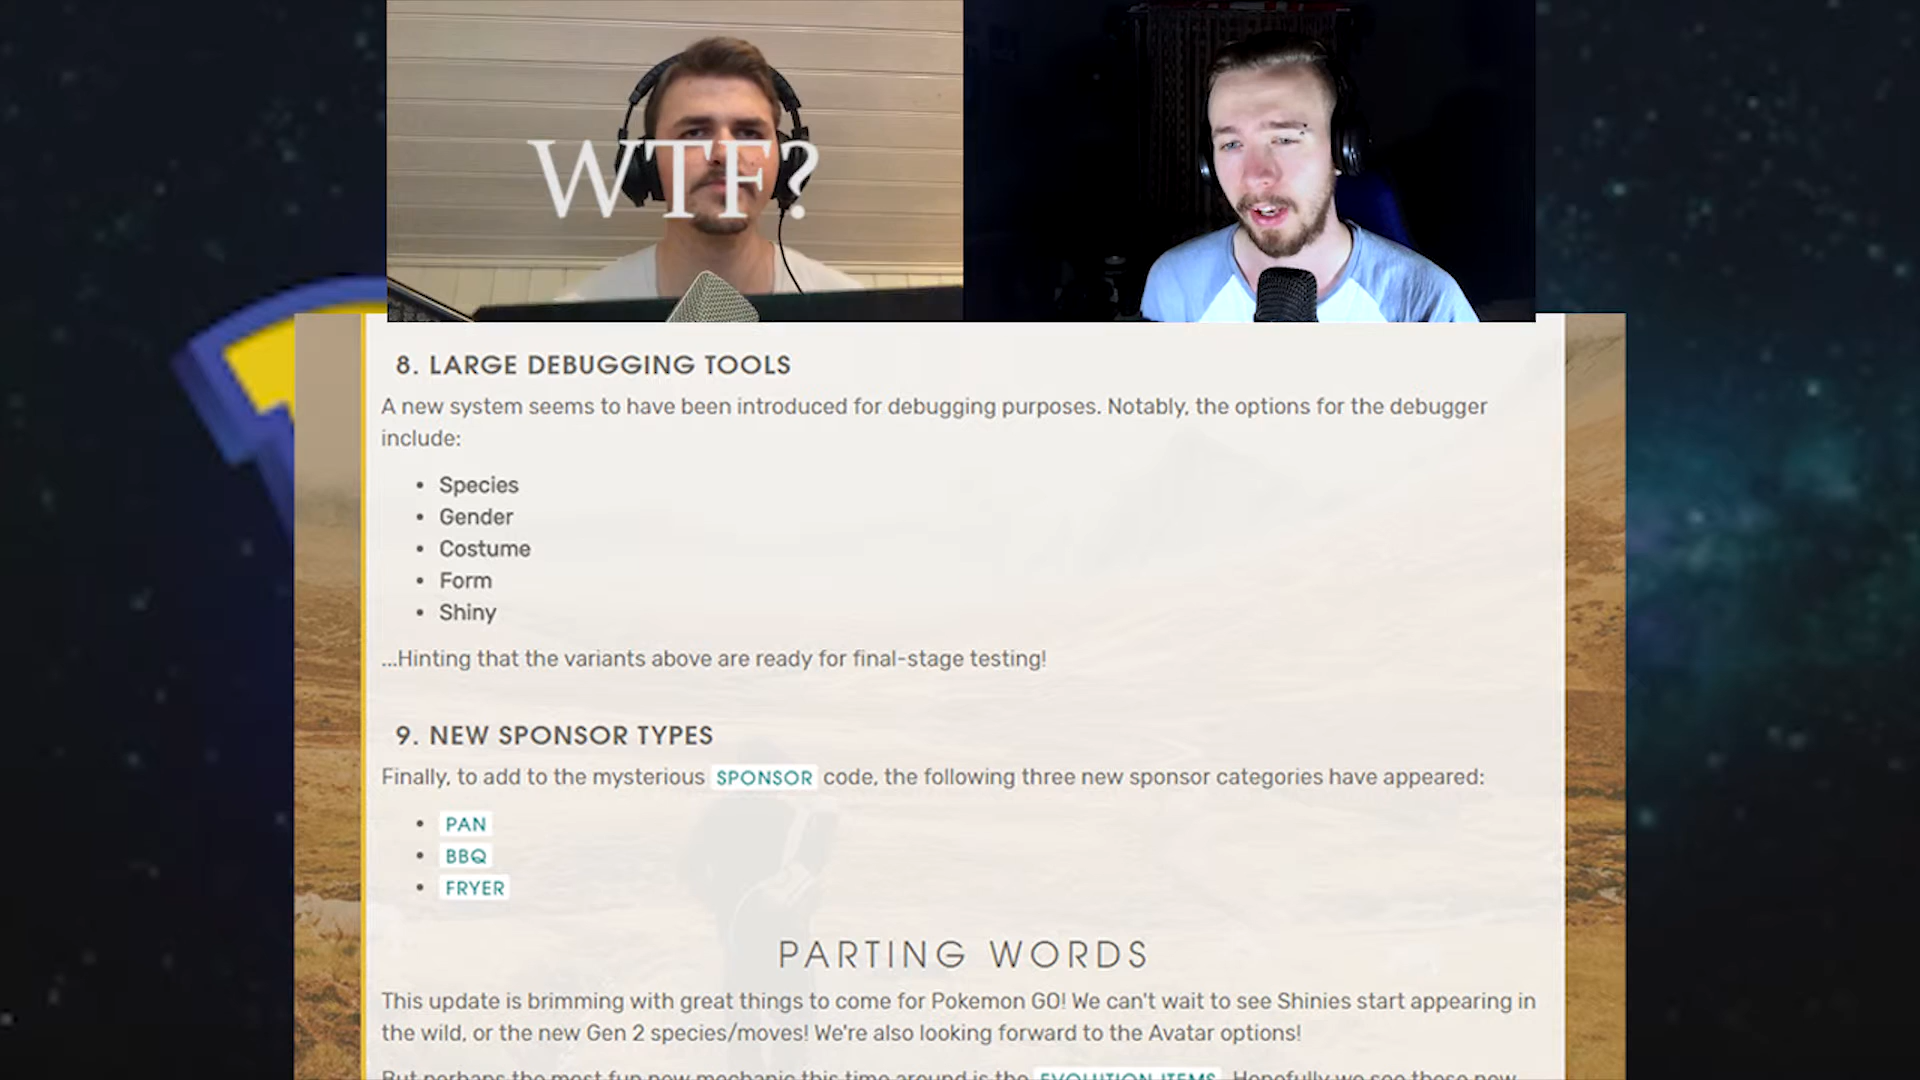 WTF?
8. LARGE DEBUGGING TOOLS
A new system seems to have been introduced for debugging purposes. Notably, the options for the debugger
include:
• Species
• Gender
• Costume
• Form
• Shiny
...Hinting that the variants above are ready for final-stage testing!
9. NEW SPONSOR TYPES
Finally, to add to the mysterious SPONSOR code, the following three new sponsor categories have appeared:
• PAN
• BBQ
• FRYER
PARTING WORDS
This update is brimming with great things to come for Pokemon GO! We can't wait to see Shinies start appearing in
the wild, or the new Gen 2 species/moves! We're also looking forward to the Avatar options!
But perhaps the most fun new mechanic this time around is the EVOLUTION ITEMS. Hopefully we see these new